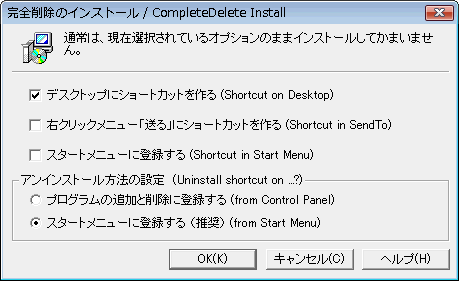 完全削除のインストール / CompleteDelete Install
通常は、現在選択されているオプションのままインストールしてかまいませ
ん。
デスクトップにショートカットを作る (Shortcut on Desktop)
右クリックメニュー「送る」にショートカットを作る (Shortcut in SendTo)
スタートメニューに登録する (Shortcut in Start Menu)
アンインストール方法の設定 (Uninstall shortcut on ...?)
プログラムの追加と削除に登録する (from Control Panel)
スタートメニューに登録する (推奨) (from Start Menu)
OK(K) キャンセル(C) ヘルプ(H)